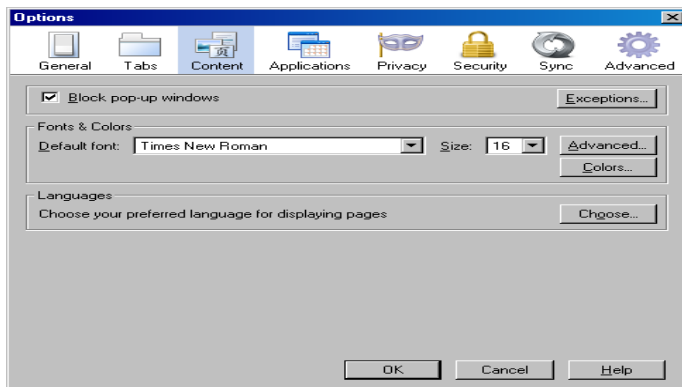 Options
General Tabs Content Applications Privacy Security Sync Advanced
Block pop-up windows Exceptions...
Fonts & Colors
Default font: Times New Roman Size: 16 Advanced...
Colors...
Languages
Choose your preferred language for displaying pages Choose...
OK Cancel Help